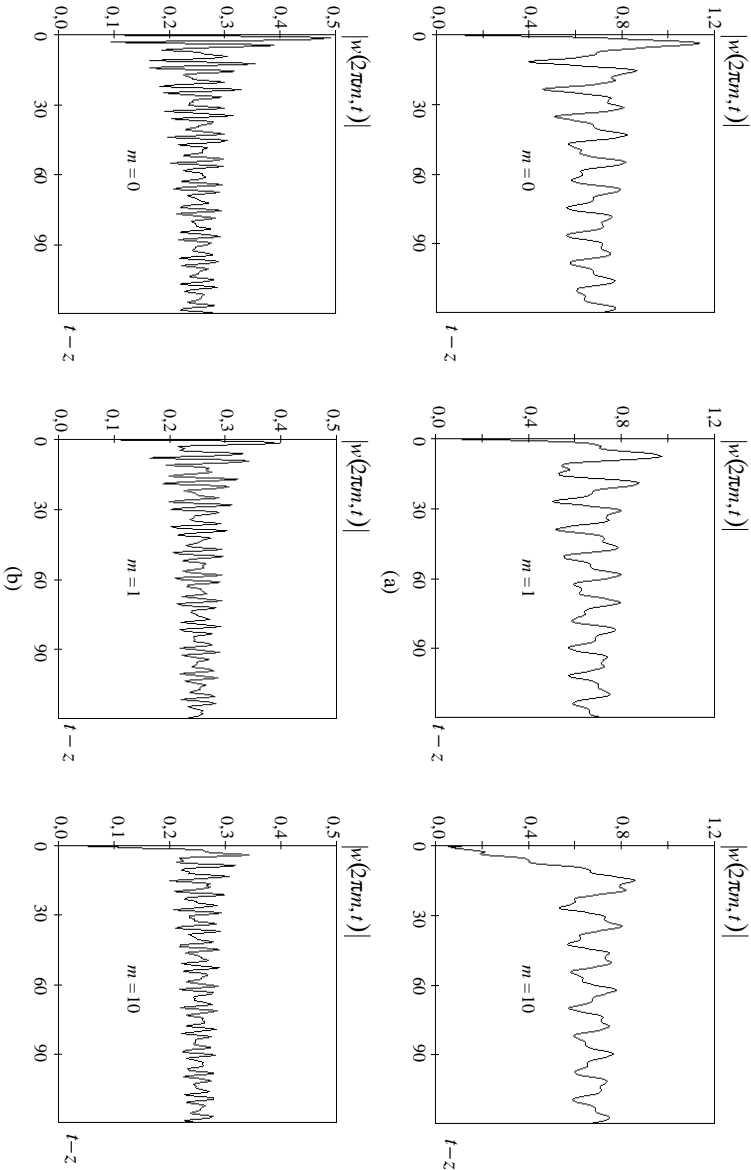 |w(2πm, t)|
1,2
0,8
0,4
0,0
0 30 60 90
t – z
m = 0
|w(2πm, t)|
1,2
0,8
0,4
0,0
0 30 60 90
t – z
m = 1
|w(2πm, t)|
1,2
0,8
0,4
0,0
0 30 60 90
t – z
m = 10
(a)
|w(2πm, t)|
0,5
0,4
0,3
0,2
0,1
0,0
0 30 60 90
t – z
m = 0
|w(2πm, t)|
0,5
0,4
0,3
0,2
0,1
0,0
0 30 60 90
t – z
m = 1
|w(2πm, t)|
0,5
0,4
0,3
0,2
0,1
0,0
0 30 60 90
t – z
m = 10
(b)